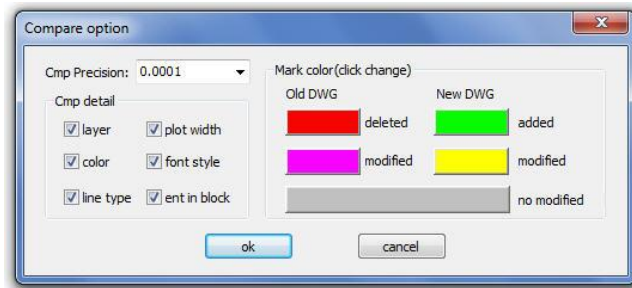 Compare option
Cmp Precision: 0.0001
Cmp detail
layer plot width
color font style
line type ent in block
Mark color(click change)
Old DWG New DWG
deleted added
modified modified
no modified
ok cancel